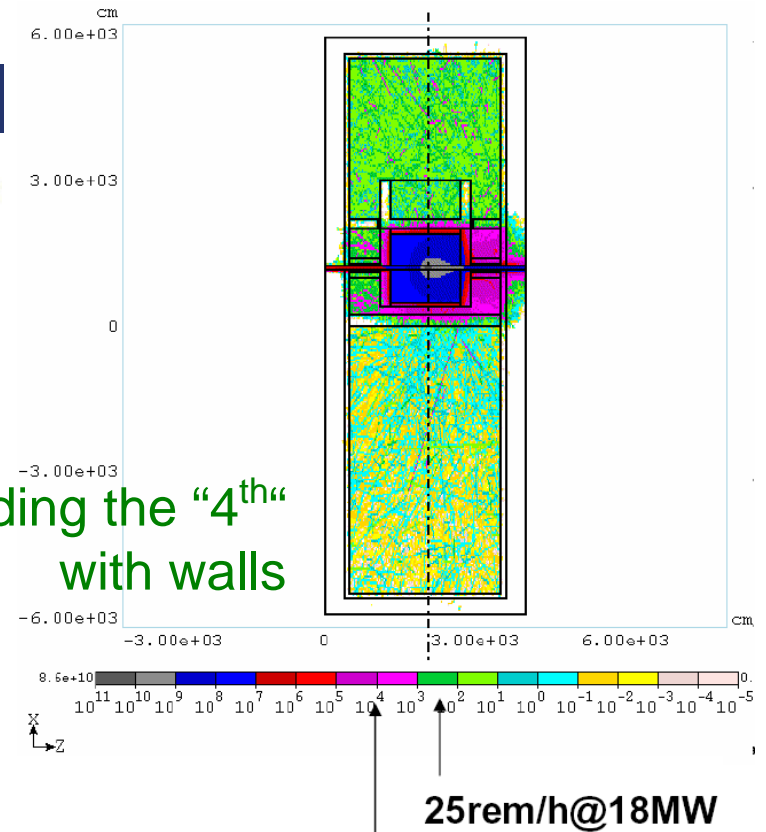 cm
6.00e+03
3.00e+03
0
-3.00e+03
ding the “4th“
with walls
-6.00e+03
-3.00e+03 0 3.00e+03 6.00e+03
cm
8.6e+10 0.
10^11 10^10 10^9 10^8 10^7 10^6 10^5 10^4 10^3 10^2 10^1 10^0 10^-1 10^-2 10^-3 10^-4 10^-5
X
Z
25rem/h@18MW